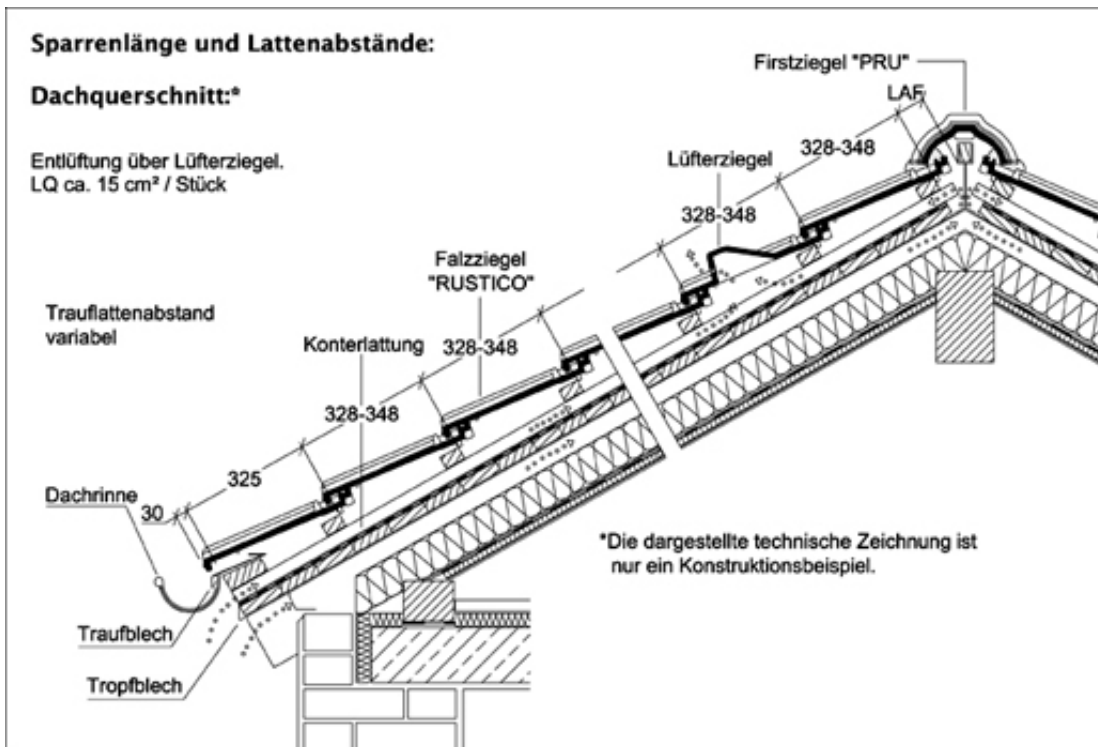 Sparrenlänge und Lattenabstände:
Dachquerschnitt:*
Entlüftung über Lüfterziegel.
LQ ca. 15 cm² / Stück
Firstziegel "PRU"
LAF
328-348
Lüfterziegel
328-348
Falzziegel
"RUSTICO"
Trauflattenabstand
variabel
Konterlattung
328-348
328-348
325
Dachrinne
30
*Die dargestellte technische Zeichnung ist
nur ein Konstruktionsbeispiel.
Traufblech
Tropfblech